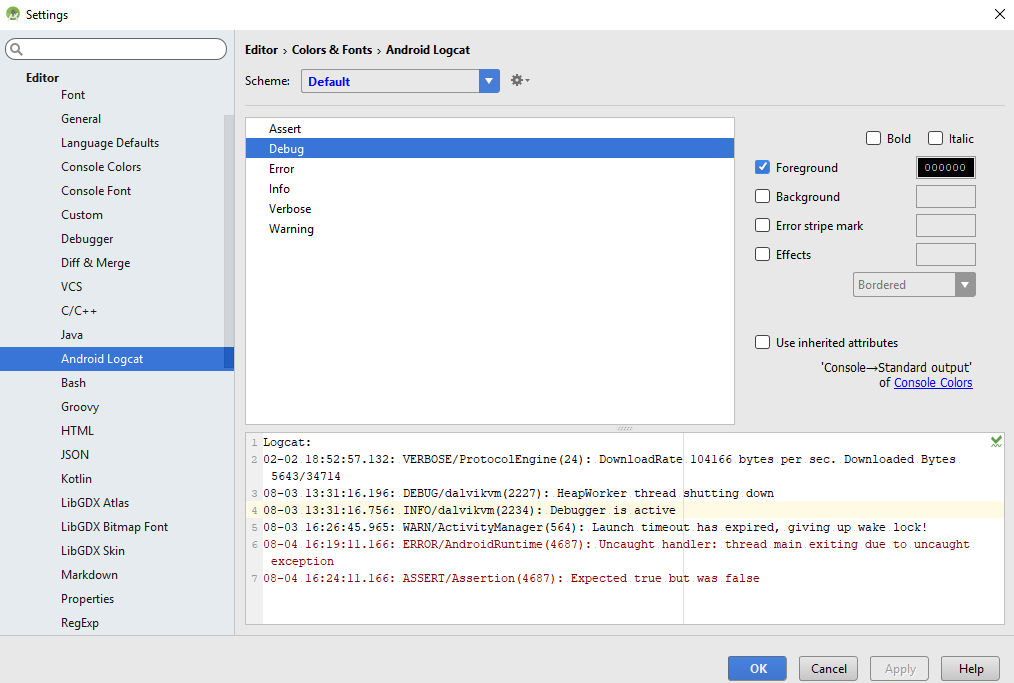 Settings
Editor
Font
General
Language Defaults
Console Colors
Console Font
Custom
Debugger
Diff & Merge
VCS
C/C++
Java
Android Logcat
Bash
Groovy
HTML
JSON
Kotlin
LibGDX Atlas
LibGDX Bitmap Font
LibGDX Skin
Markdown
Properties
RegExp
Editor › Colors & Fonts › Android Logcat
Scheme: Default
Assert
Debug
Error
Info
Verbose
Warning
Bold Italic
Foreground 000000
Background
Error stripe mark
Effects
Bordered
Use inherited attributes
'Console→Standard output'
of Console Colors
1 Logcat:
2 02-02 18:52:57.132: VERBOSE/ProtocolEngine(24): DownloadRate 104166 bytes per sec. Downloaded Bytes
5643/34714
3 08-03 13:31:16.196: DEBUG/dalvikvm(2227): HeapWorker thread shutting down
4 08-03 13:31:16.756: INFO/dalvikvm(2234): Debugger is active
5 08-03 16:26:45.965: WARN/ActivityManager(564): Launch timeout has expired, giving up wake lock!
6 08-04 16:19:11.166: ERROR/AndroidRuntime(4687): Uncaught handler: thread main exiting due to uncaught
exception
7 08-04 16:24:11.166: ASSERT/Assertion(4687): Expected true but was false
OK Cancel Apply Help